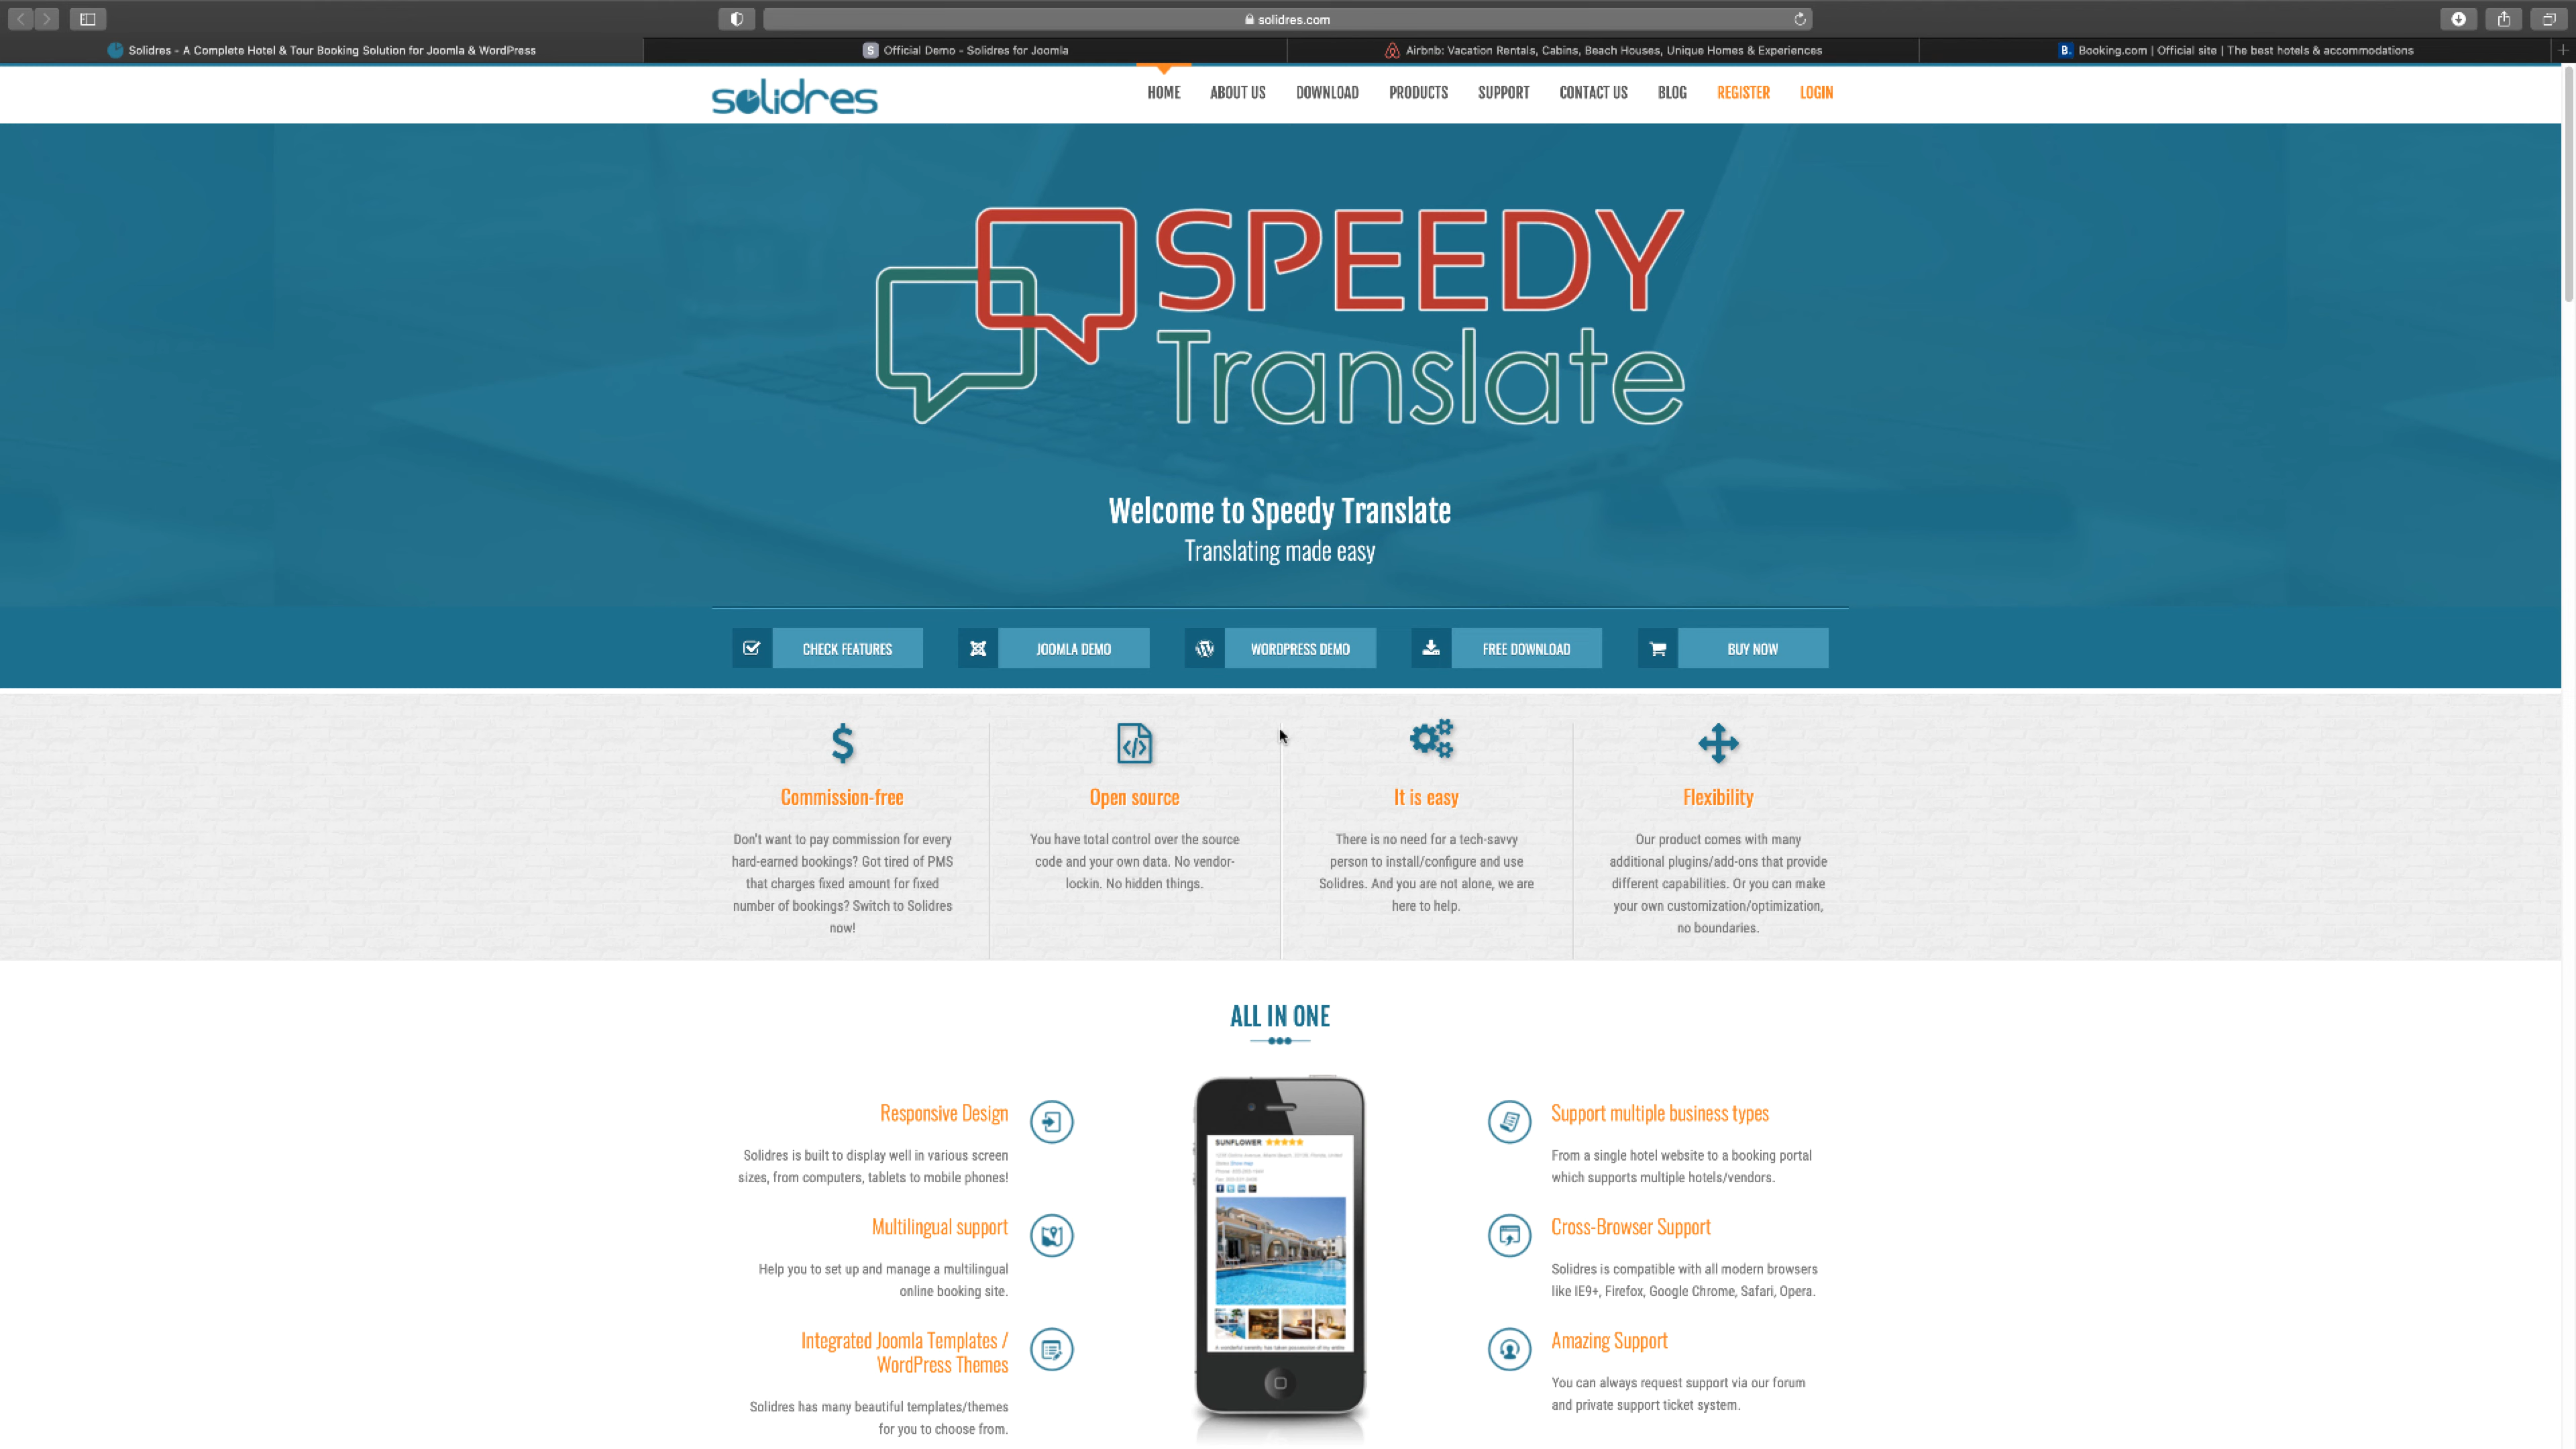 solidres.com
Solidres - A Complete Hotel & Tour Booking Solution for Joomla & WordPress
S Official Demo - Solidres for Joomla
Airbnb: Vacation Rentals, Cabins, Beach Houses, Unique Homes & Experiences
B. Booking.com | Official site | The best hotels & accommodations
solidres
HOME ABOUT US DOWNLOAD PRODUCTS SUPPORT CONTACT US BLOG REGISTER LOGIN
SPEEDY
Translate
Welcome to Speedy Translate
Translating made easy
CHECK FEATURES
JOOMLA DEMO
WORDPRESS DEMO
FREE DOWNLOAD
BUY NOW
Commission-free
Don't want to pay commission for every
hard-earned bookings? Got tired of PMS
that charges fixed amount for fixed
number of bookings? Switch to Solidres
now!
Open source
You have total control over the source
code and your own data. No vendor-
lockin. No hidden things.
It is easy
There is no need for a tech-savvy
person to install/configure and use
Solidres. And you are not alone, we are
here to help.
Flexibility
Our product comes with many
additional plugins/add-ons that provide
different capabilities. Or you can make
your own customization/optimization,
no boundaries.
ALL IN ONE
Responsive Design
Solidres is built to display well in various screen
sizes, from computers, tablets to mobile phones!
Multilingual support
Help you to set up and manage a multilingual
online booking site.
Integrated Joomla Templates /
WordPress Themes
Solidres has many beautiful templates/themes
for you to choose from.
SUNFLOWER
Support multiple business types
From a single hotel website to a booking portal
which supports multiple hotels/vendors.
Cross-Browser Support
Solidres is compatible with all modern browsers
like IE9+, Firefox, Google Chrome, Safari, Opera.
Amazing Support
You can always request support via our forum
and private support ticket system.